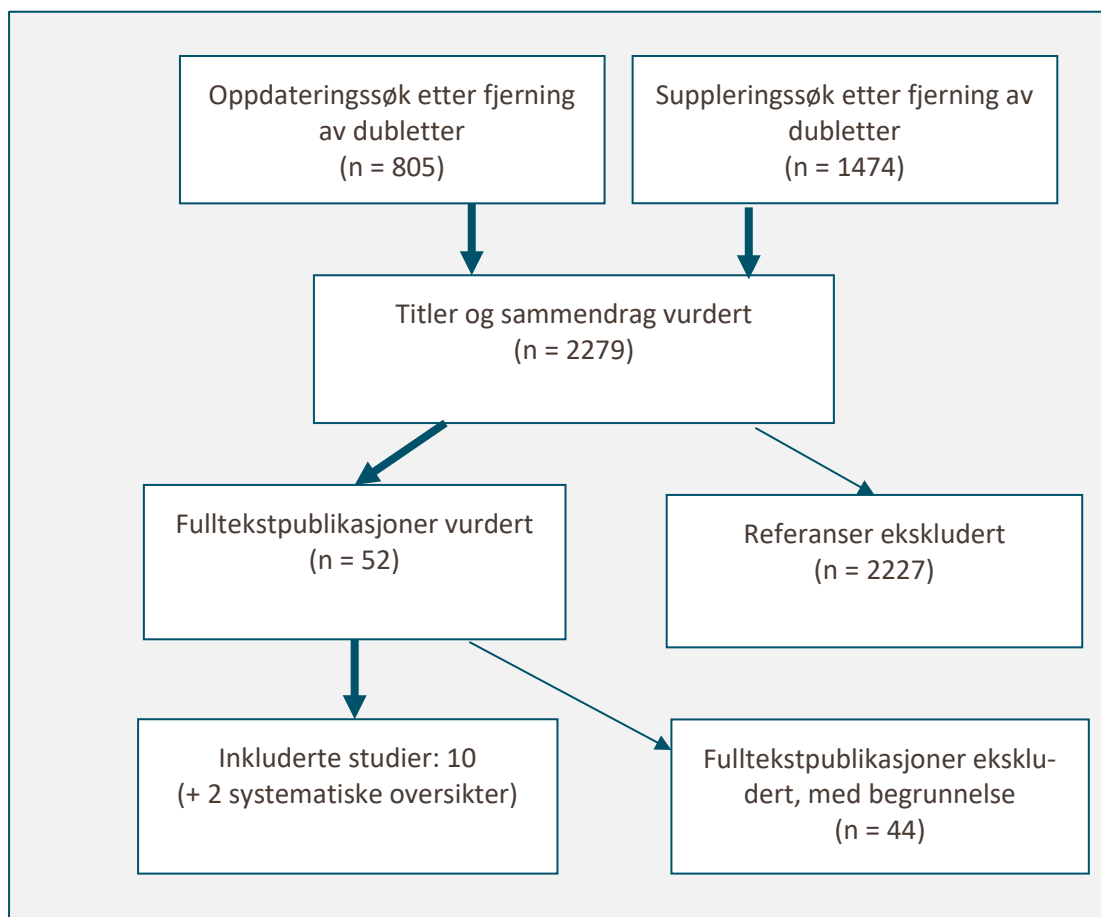 Oppdateringssøk etter fjerning
av dubletter
(n = 805)
Suppleringssøk etter fjerning av
dubletter
(n = 1474)
Titler og sammendrag vurdert
(n = 2279)
Fulltekstpublikasjoner vurdert
(n = 52)
Referanser ekskludert
(n = 2227)
Inkluderte studier: 10
(+ 2 systematiske oversikter)
Fulltekstpublikasjoner eksklu-
dert, med begrunnelse
(n = 44)